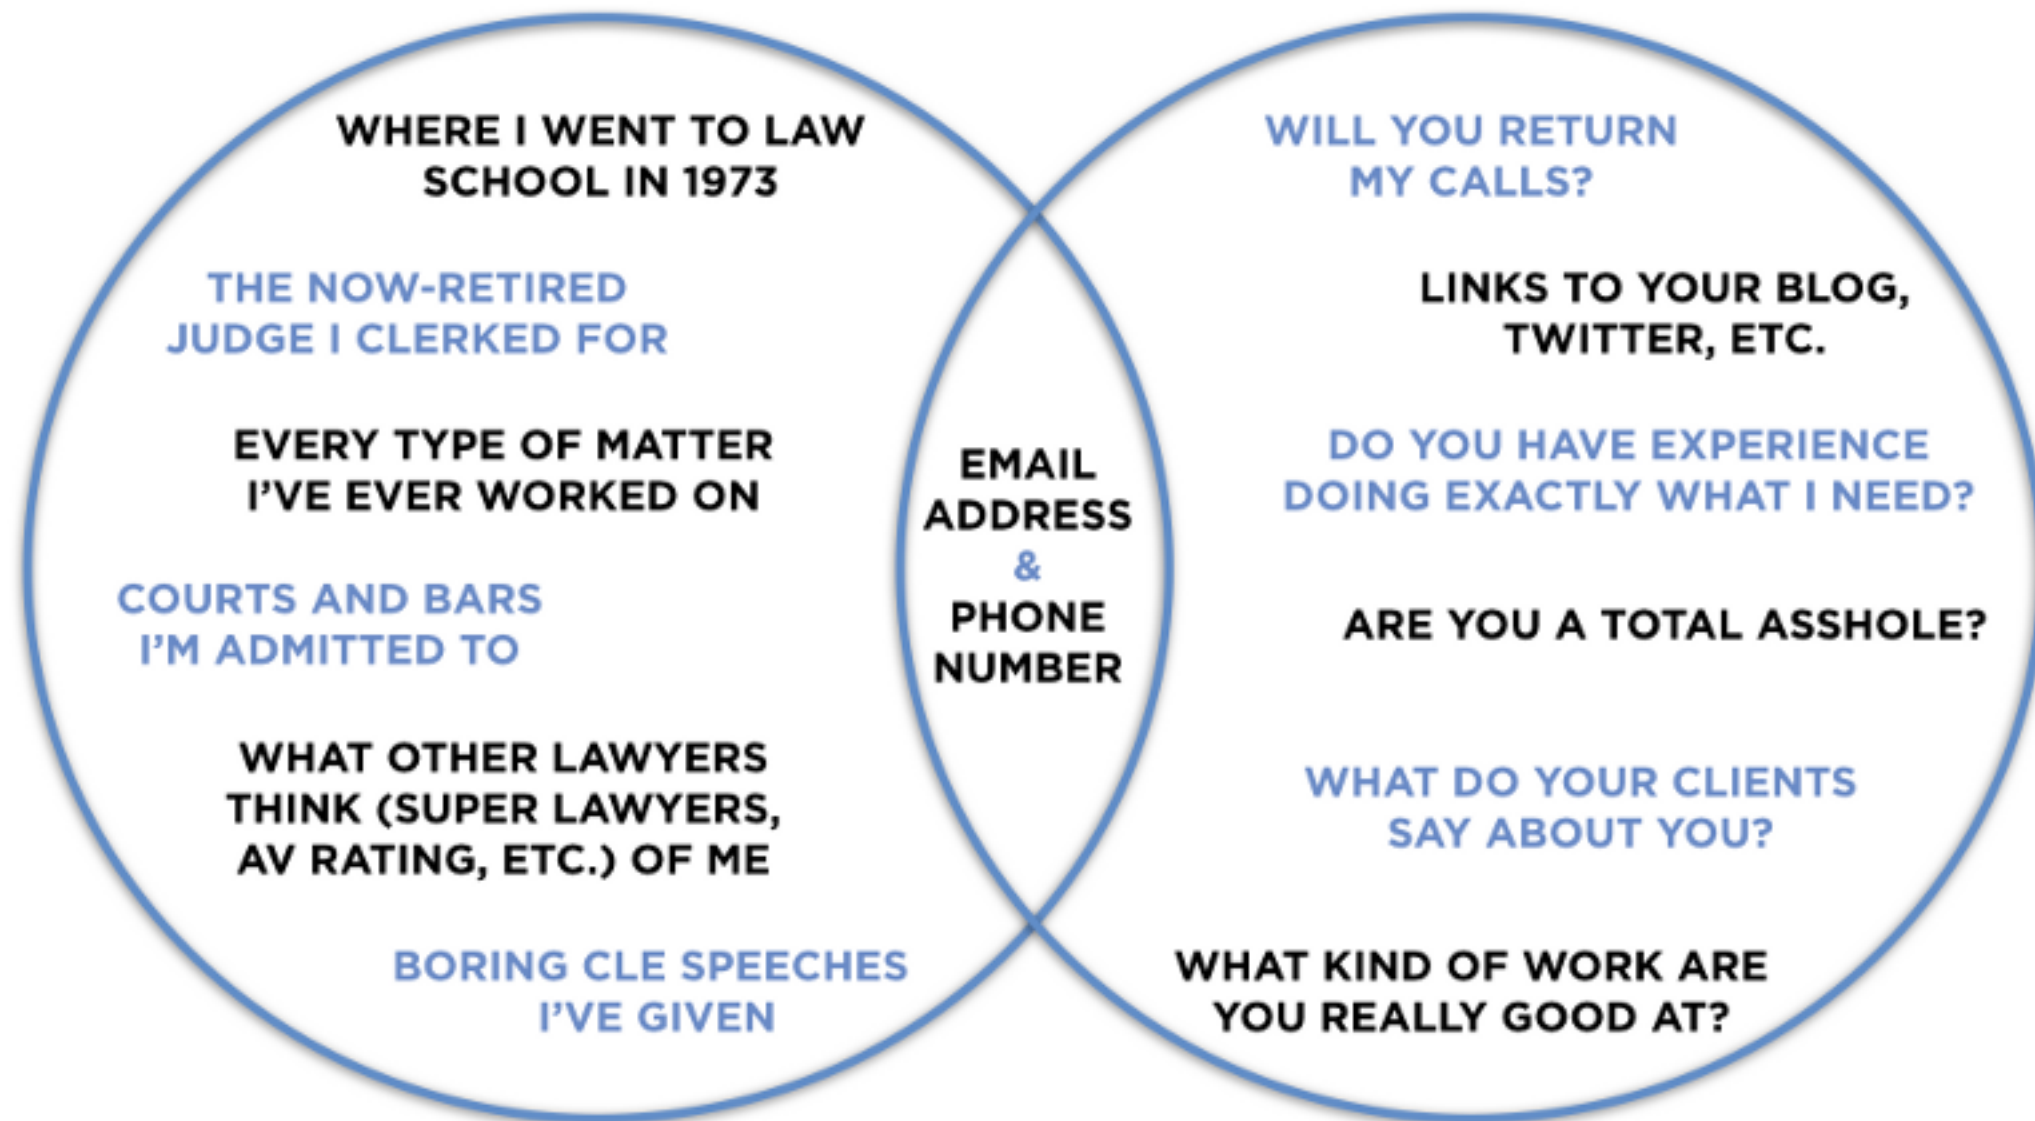 WHERE I WENT TO LAW
SCHOOL IN 1973
THE NOW-RETIRED
JUDGE I CLERKED FOR
EVERY TYPE OF MATTER
I'VE EVER WORKED ON
COURTS AND BARS
I'M ADMITTED TO
WHAT OTHER LAWYERS
THINK (SUPER LAWYERS,
AV RATING, ETC.) OF ME
BORING CLE SPEECHES
I'VE GIVEN
EMAIL
ADDRESS
&
PHONE
NUMBER
WILL YOU RETURN
MY CALLS?
LINKS TO YOUR BLOG,
TWITTER, ETC.
DO YOU HAVE EXPERIENCE
DOING EXACTLY WHAT I NEED?
ARE YOU A TOTAL ASSHOLE?
WHAT DO YOUR CLIENTS
SAY ABOUT YOU?
WHAT KIND OF WORK ARE
YOU REALLY GOOD AT?